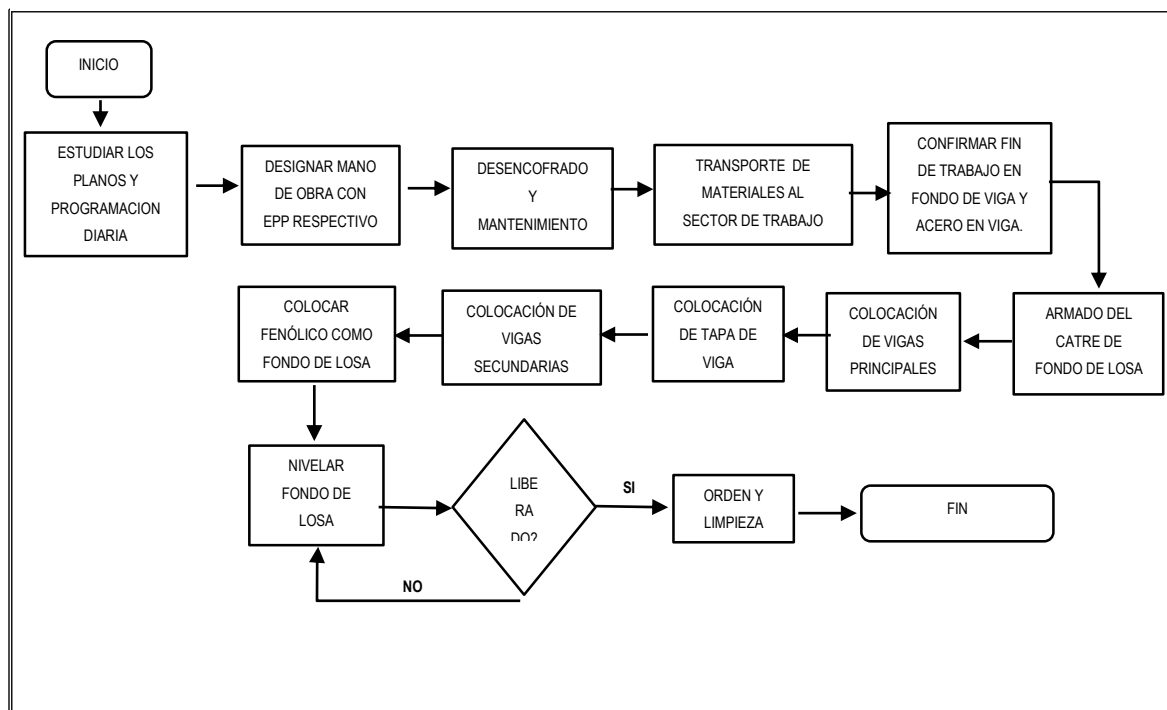 INICIO
ESTUDIAR LOS
PLANOS Y
PROGRAMACION
DIARIA
DESIGNAR MANO
DE OBRA CON
EPP RESPECTIVO
DESENCOFRADO
Y
MANTENIMIENTO
TRANSPORTE DE
MATERIALES AL
SECTOR DE TRABAJO
CONFIRMAR FIN
DE TRABAJO EN
FONDO DE VIGA Y
ACERO EN VIGA.
ARMADO DEL
CATRE DE
FONDO DE LOSA
COLOCACIÓN
DE VIGAS
PRINCIPALES
COLOCACIÓN
DE TAPA DE
VIGA
COLOCACIÓN DE
VIGAS
SECUNDARIAS
COLOCAR
FENÓLICO COMO
FONDO DE LOSA
NIVELAR
FONDO DE
LOSA
LIBE
RA
DO?
SI
NO
ORDEN Y
LIMPIEZA
FIN